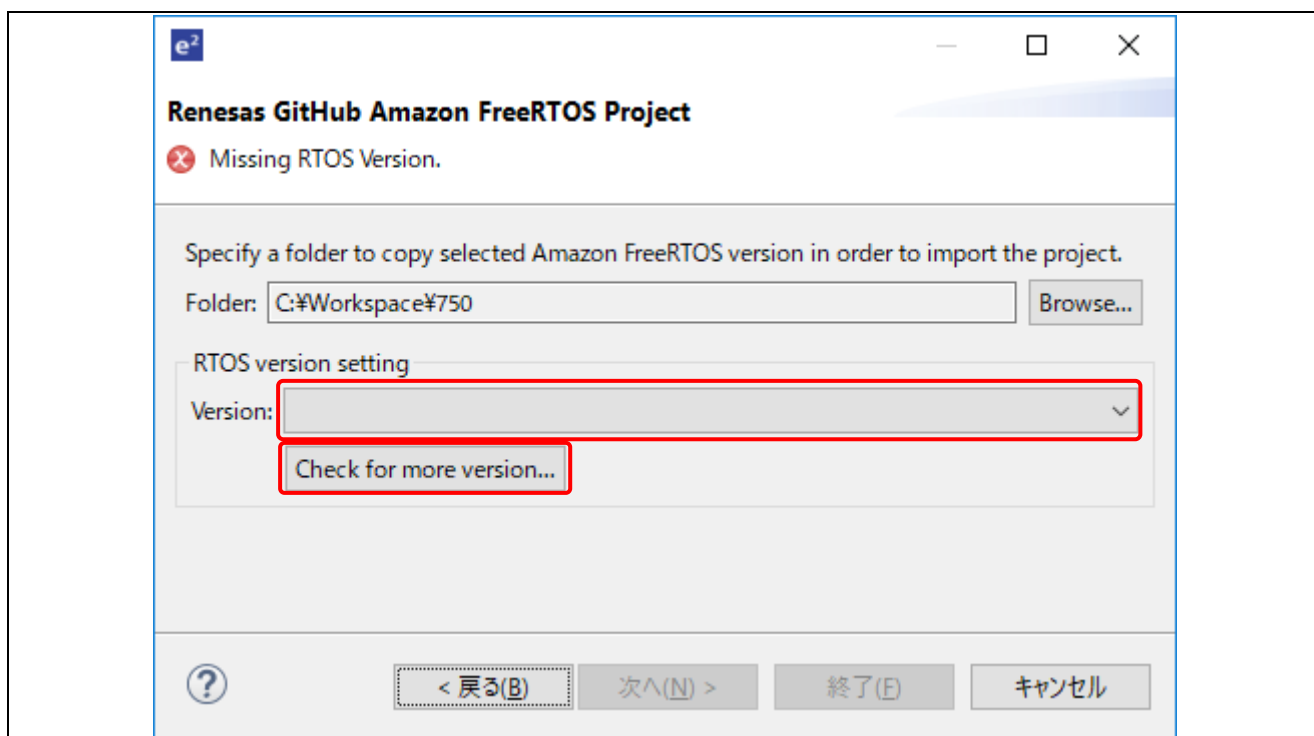 e²
Renesas GitHub Amazon FreeRTOS Project
Missing RTOS Version.
Specify a folder to copy selected Amazon FreeRTOS version in order to import the project.
Folder: C:¥Workspace¥750 Browse...
RTOS version setting
Version:
Check for more version...
< 戻る(B) 次へ(N) > 終了(F) キャンセル